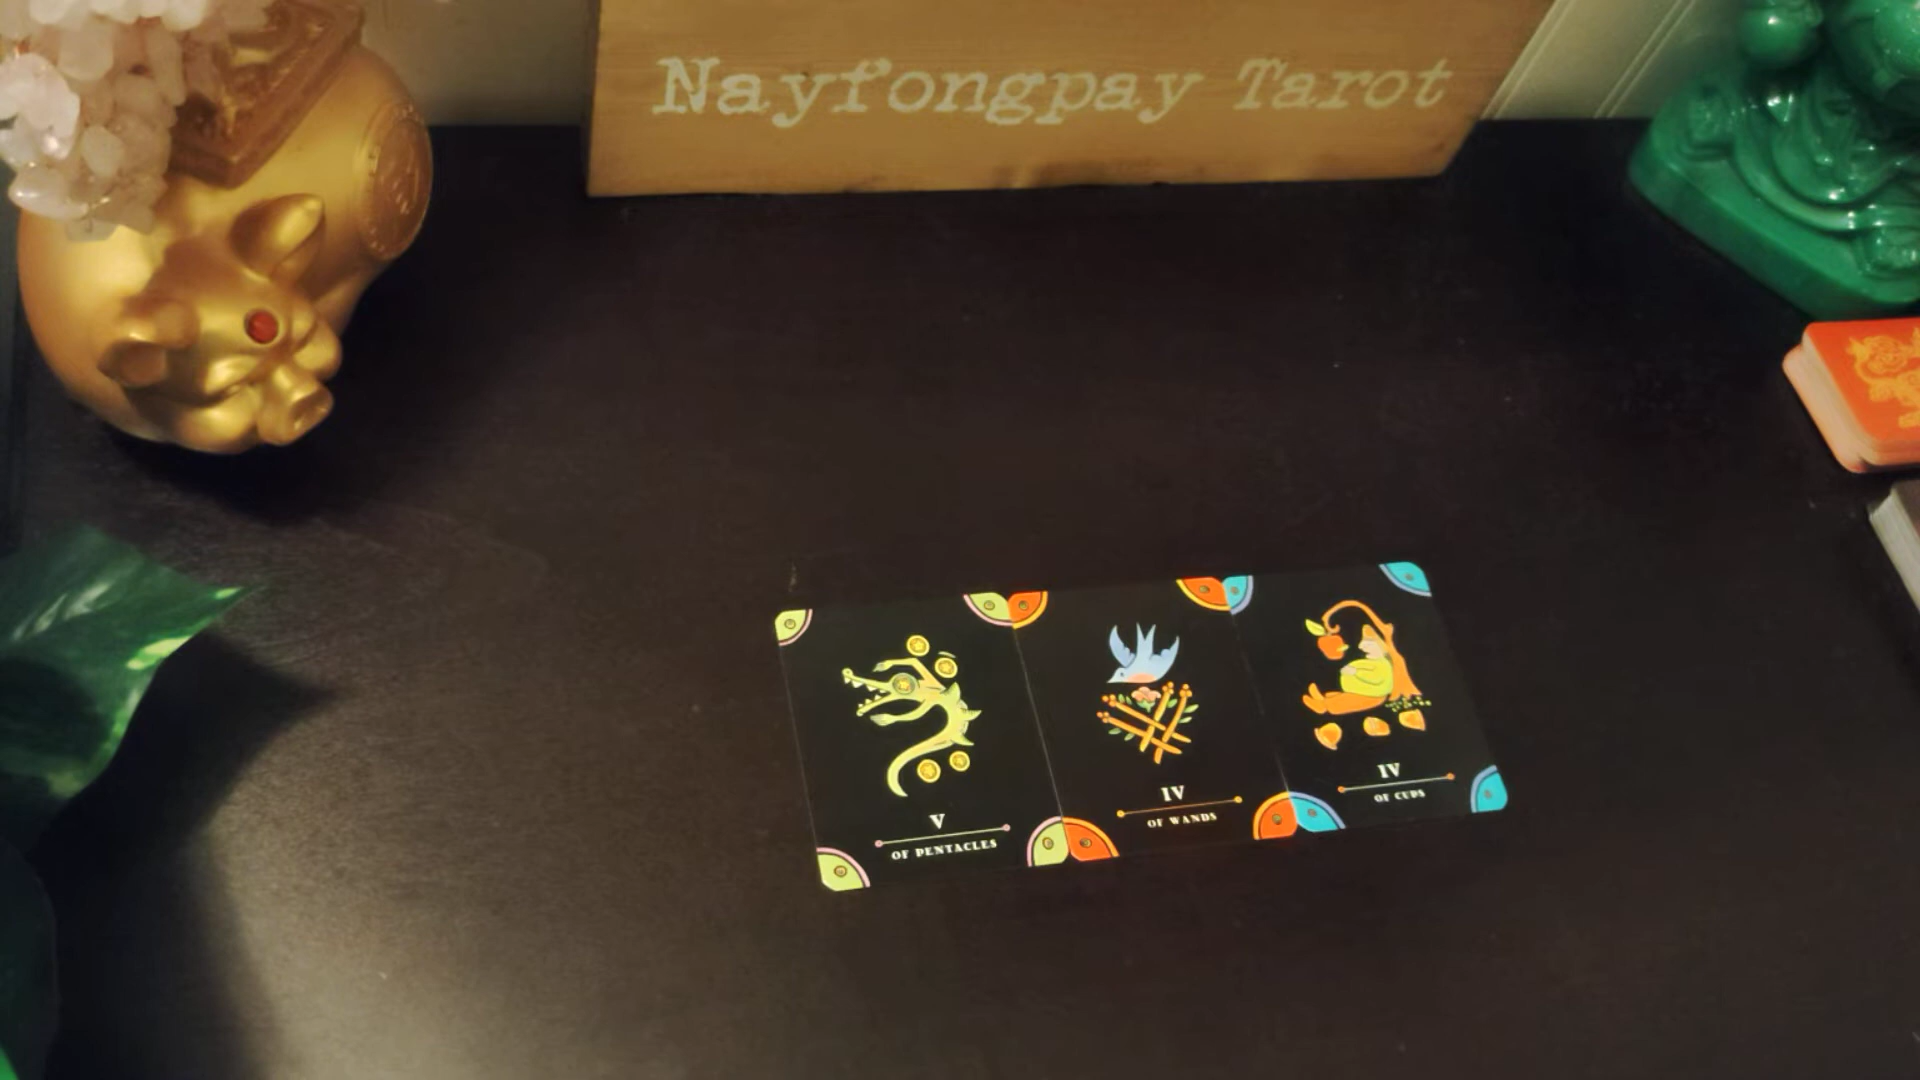 Nayfongpay Tarot
V
OF PENTACLES
IV
OF WANDS
IV
OF CUPS